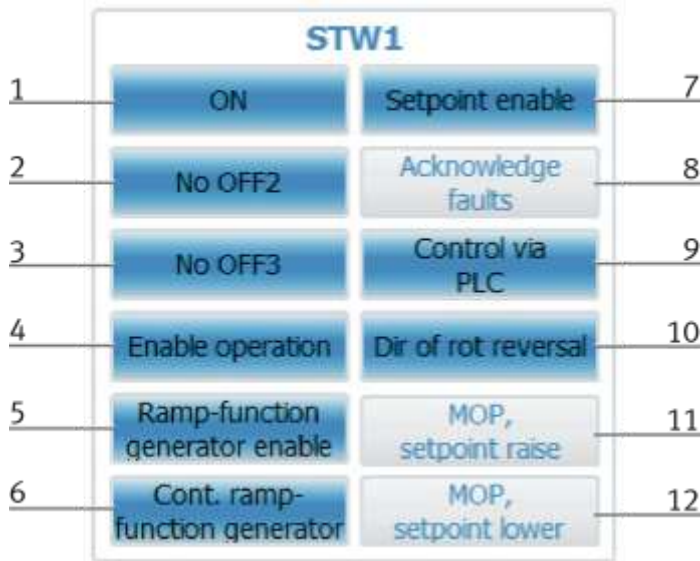 STW1
1
ON
Setpoint enable
7
2
No OFF2
Acknowledge
faults
8
3
No OFF3
Control via
PLC
9
4
Enable operation
Dir of rot reversal
10
5
Ramp-function
generator enable
MOP,
setpoint raise
11
6
Cont. ramp-
function generator
MOP,
setpoint lower
12